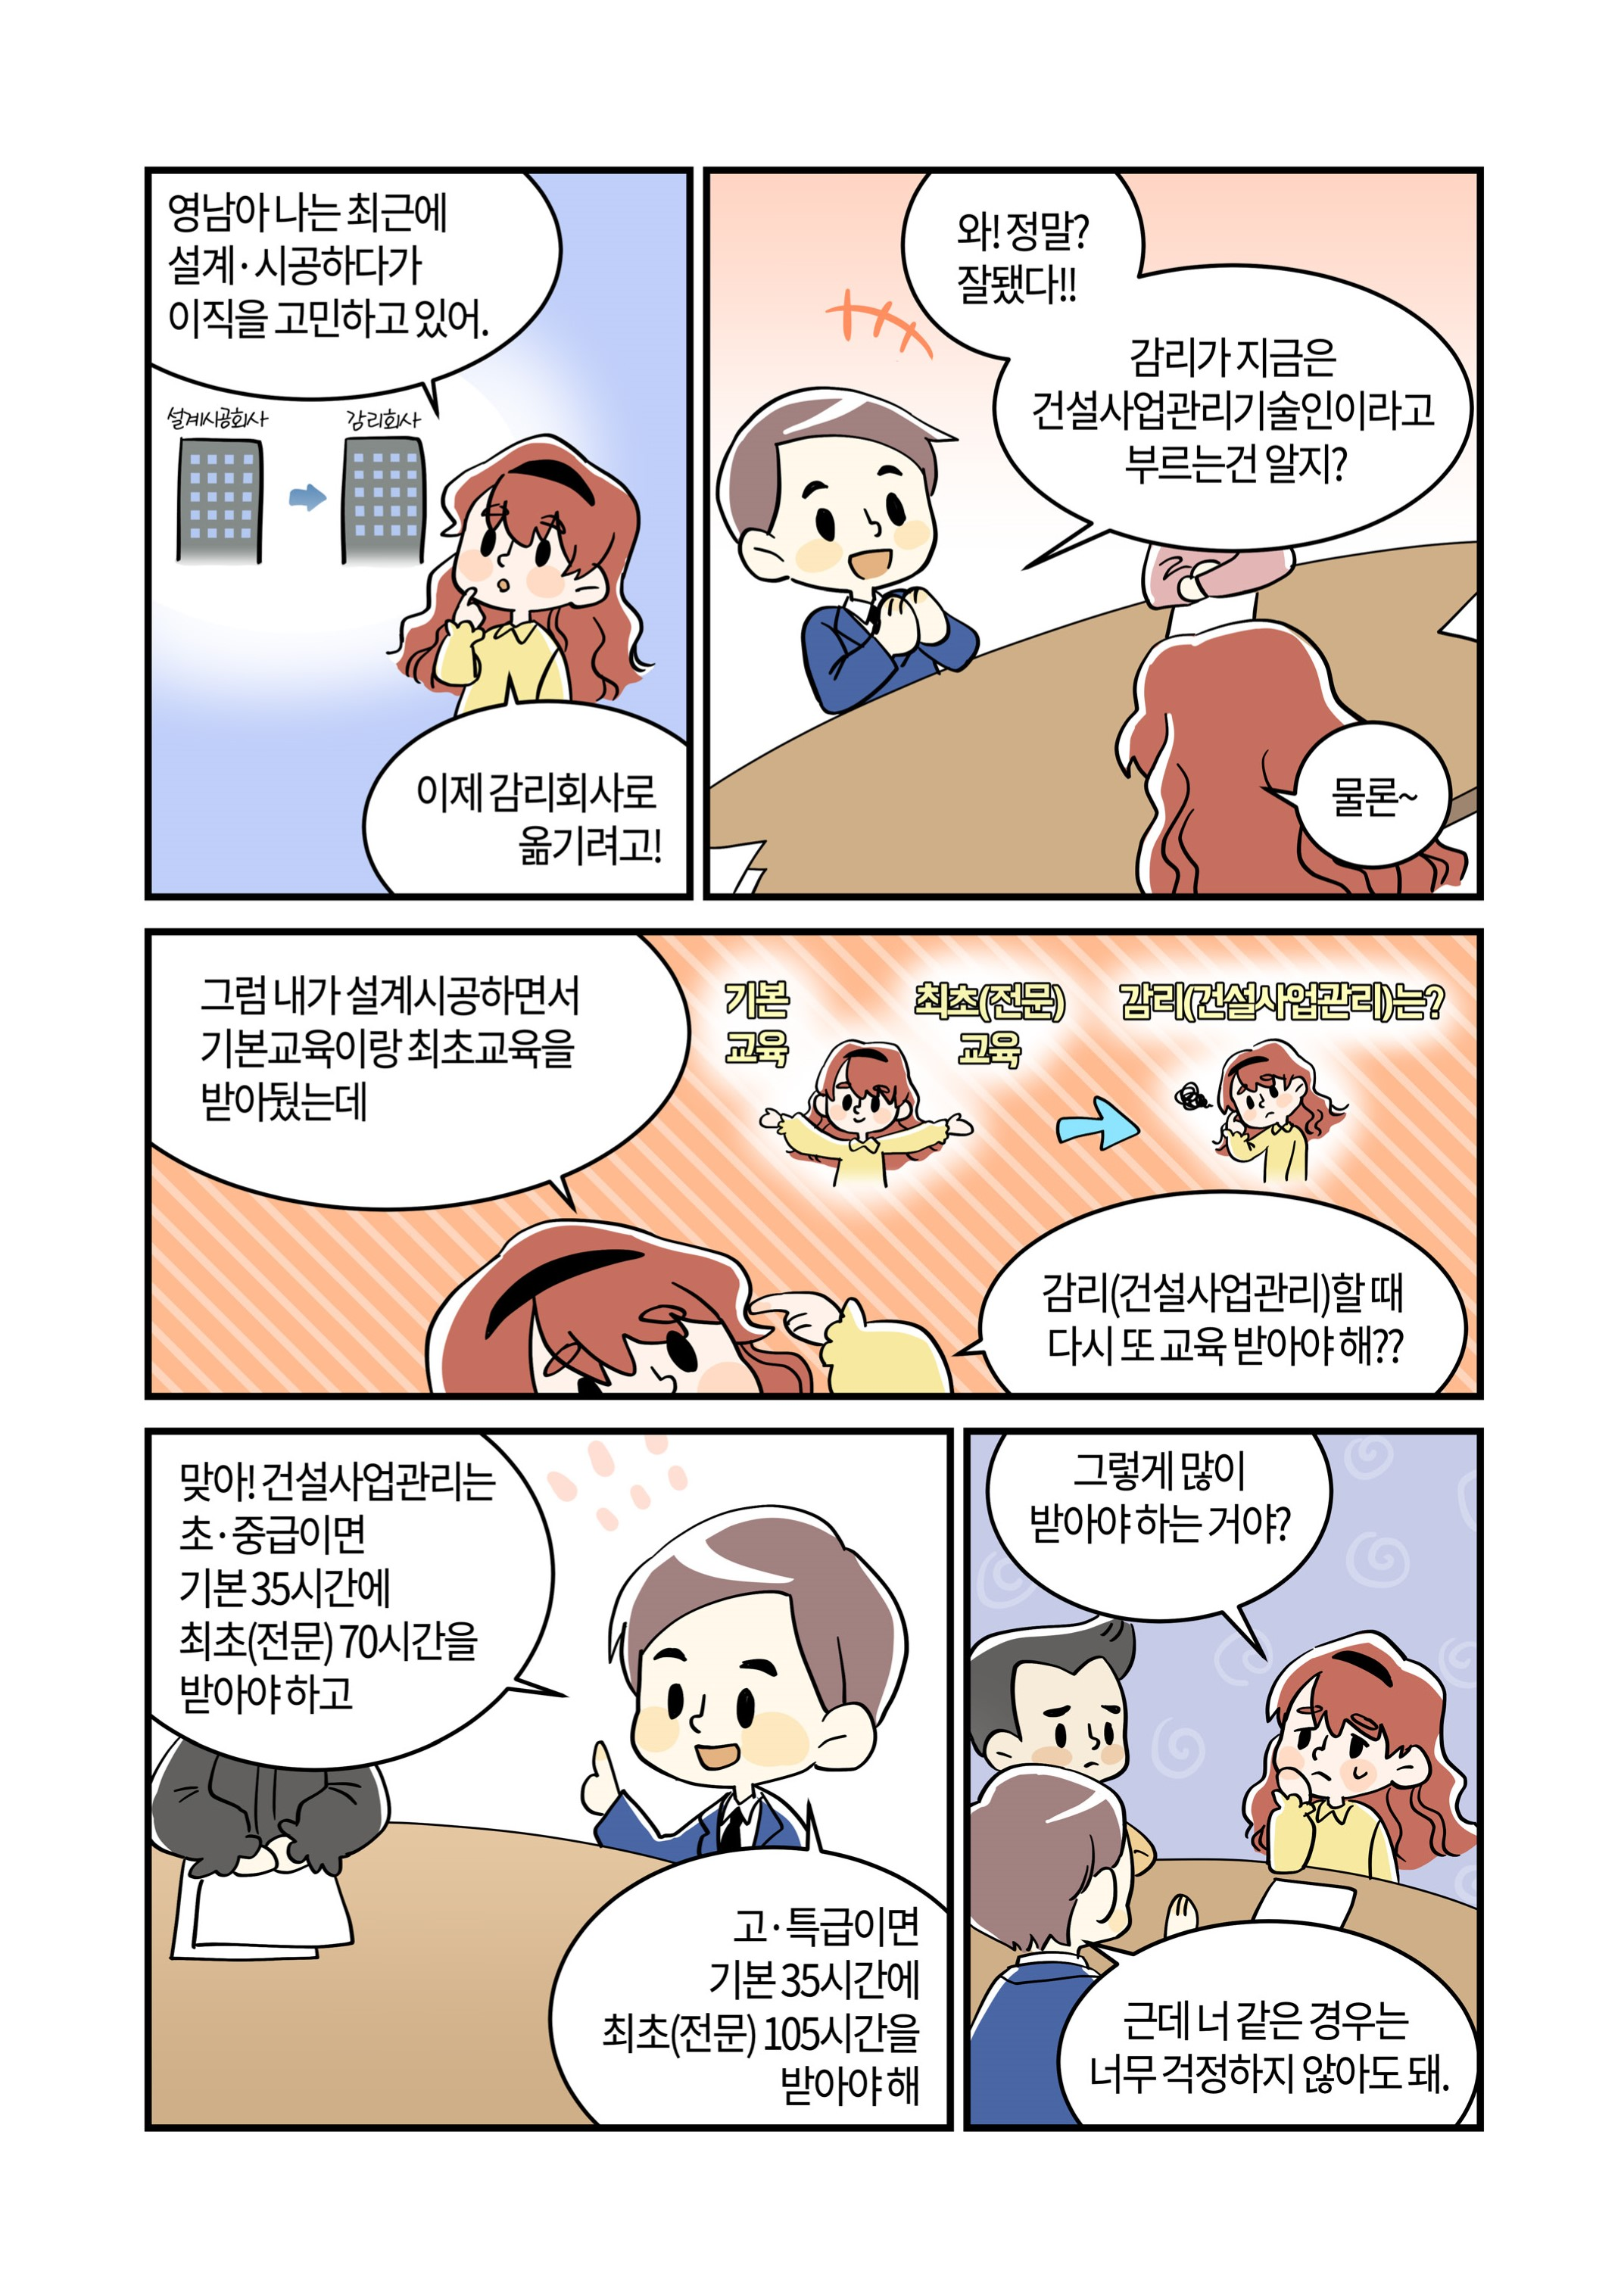 영남아 나는 최근에
설계·시공하다가
이직을 고민하고 있어.
설계시공회사
감리회사
이제 감리회사로
옮기려고!
와! 정말?
잘됐다!!
감리가 지금은
건설사업관리기술인이라고
부르는건 알지?
물론~
그럼 내가 설계시공하면서
기본교육이랑 최초교육을
받아뒀는데
기본
교육
최초(전문)
교육
감리(건설사업관리)는?
감리(건설사업관리)할 때
다시 또 교육 받아야 해??
맞아! 건설사업관리는
초·중급이면
기본 35시간에
최초(전문) 70시간을
받아야 하고
고·특급이면
기본 35시간에
최초(전문) 105시간을
받아야 해
그렇게 많이
받아야 하는 거야?
근데 너 같은 경우는
너무 걱정하지 않아도 돼.